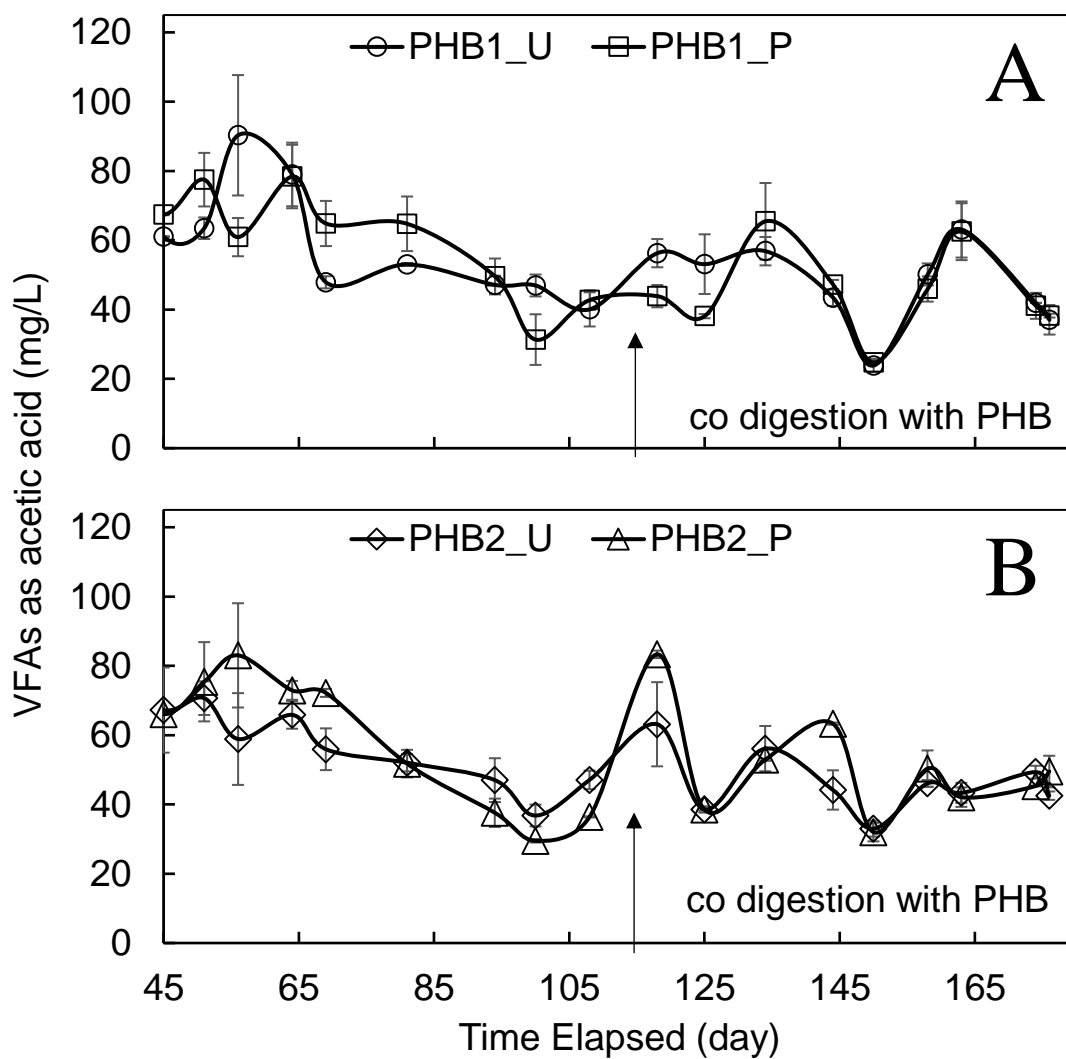 VFAs as acetic acid (mg/L)
120
100
80
60
40
20
0
PHB1_U PHB1_P
A
co digestion with PHB
120
100
80
60
40
20
0
PHB2_U PHB2_P
B
co digestion with PHB
45 65 85 105 125 145 165
Time Elapsed (day)